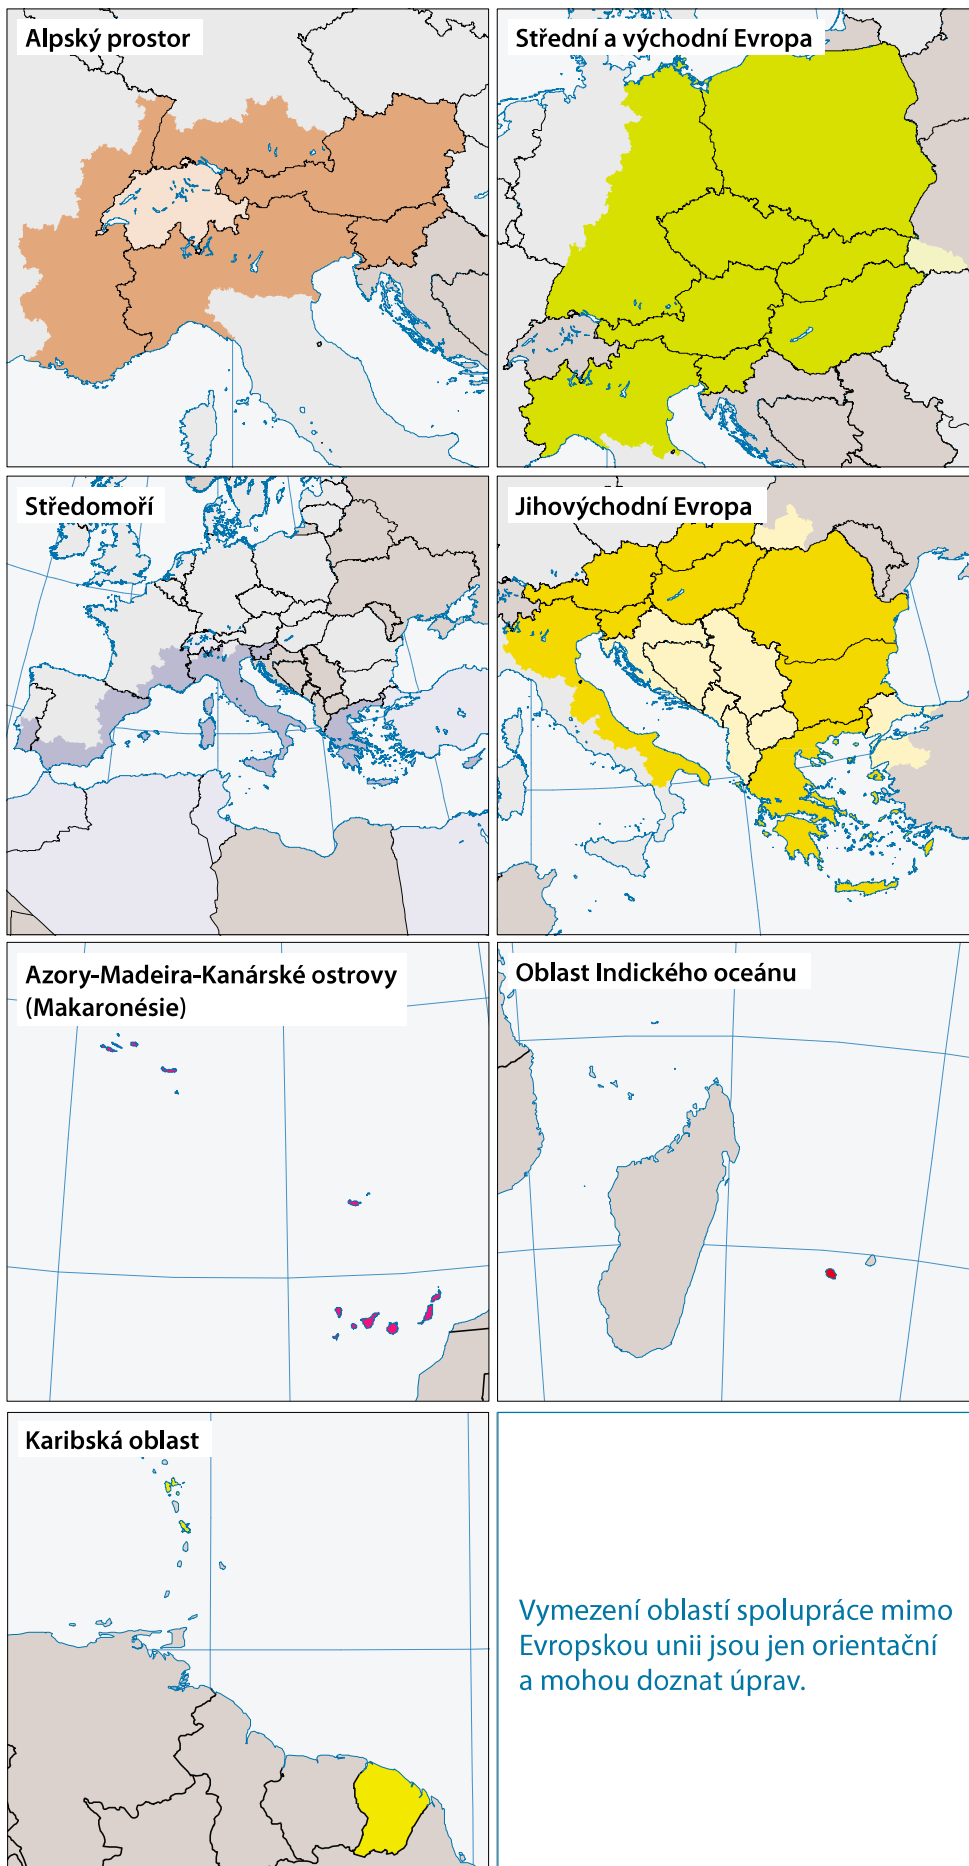 Alpský prostor
Střední a východní Evropa
Středomoří
Jihovýchodní Evropa
Azory-Madeira-Kanárské ostrovy
(Makaronésie)
Oblast Indického oceánu
Karibská oblast
Vymezení oblastí spolupráce mimo
Evropskou unii jsou jen orientační
a mohou doznat úprav.